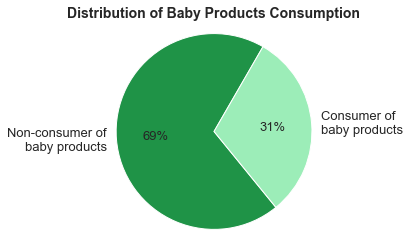 Distribution of Baby Products Consumption
Non-consumer of
baby products
69%
31%
Consumer of
baby products